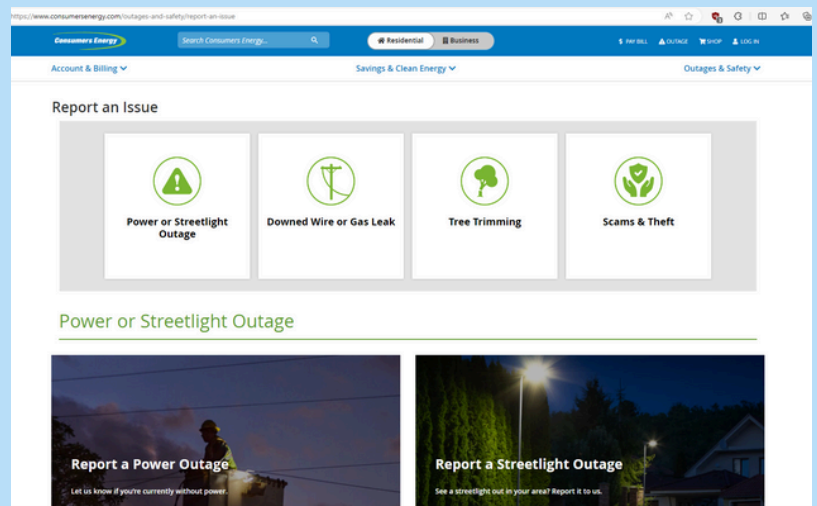 https://www.consumersenergy.com/outages-and-safety/report-an-issue
Consumers Energy
Search Consumers Energy...
Residential
Business
$ PAY BILL
OUTAGE
SHOP
LOG IN
Account & Billing
Savings & Clean Energy
Outages & Safety
Report an Issue
Power or Streetlight
Outage
Downed Wire or Gas Leak
Tree Trimming
Scams & Theft
Power or Streetlight Outage
Report a Power Outage
Let us know if you're currently without power.
Report a Streetlight Outage
See a streetlight out in your area? Report it to us.